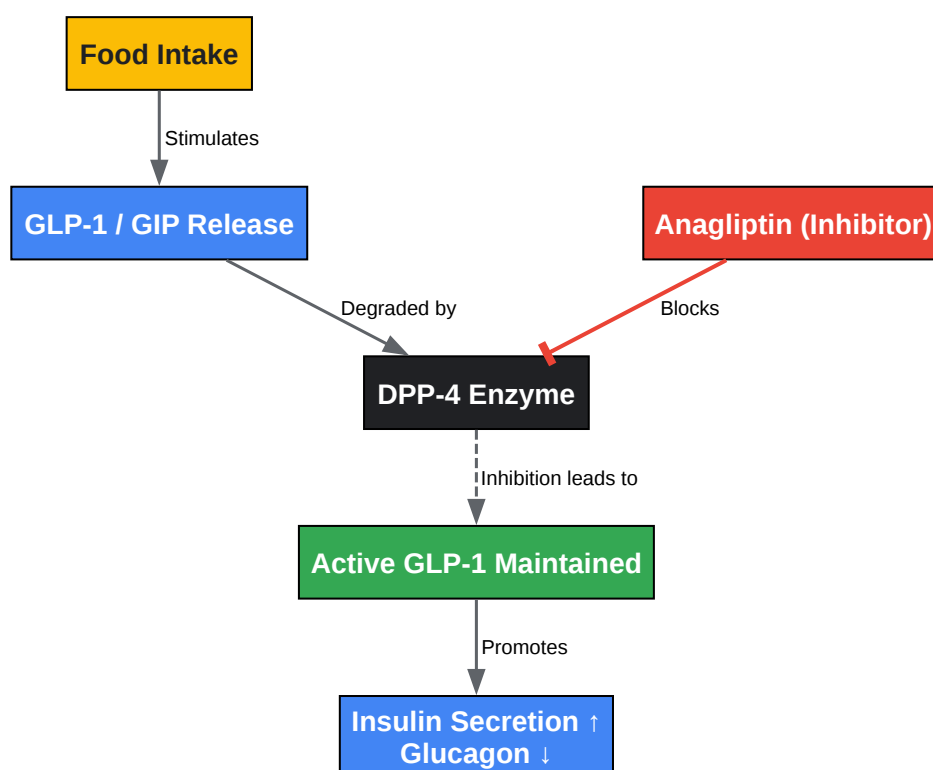 Food Intake
Stimulates
GLP-1 / GIP Release
Anagliptin (Inhibitor)
Degraded by
Blocks
DPP-4 Enzyme
Inhibition leads to
Active GLP-1 Maintained
Promotes
Insulin Secretion ↑
Glucagon ↓